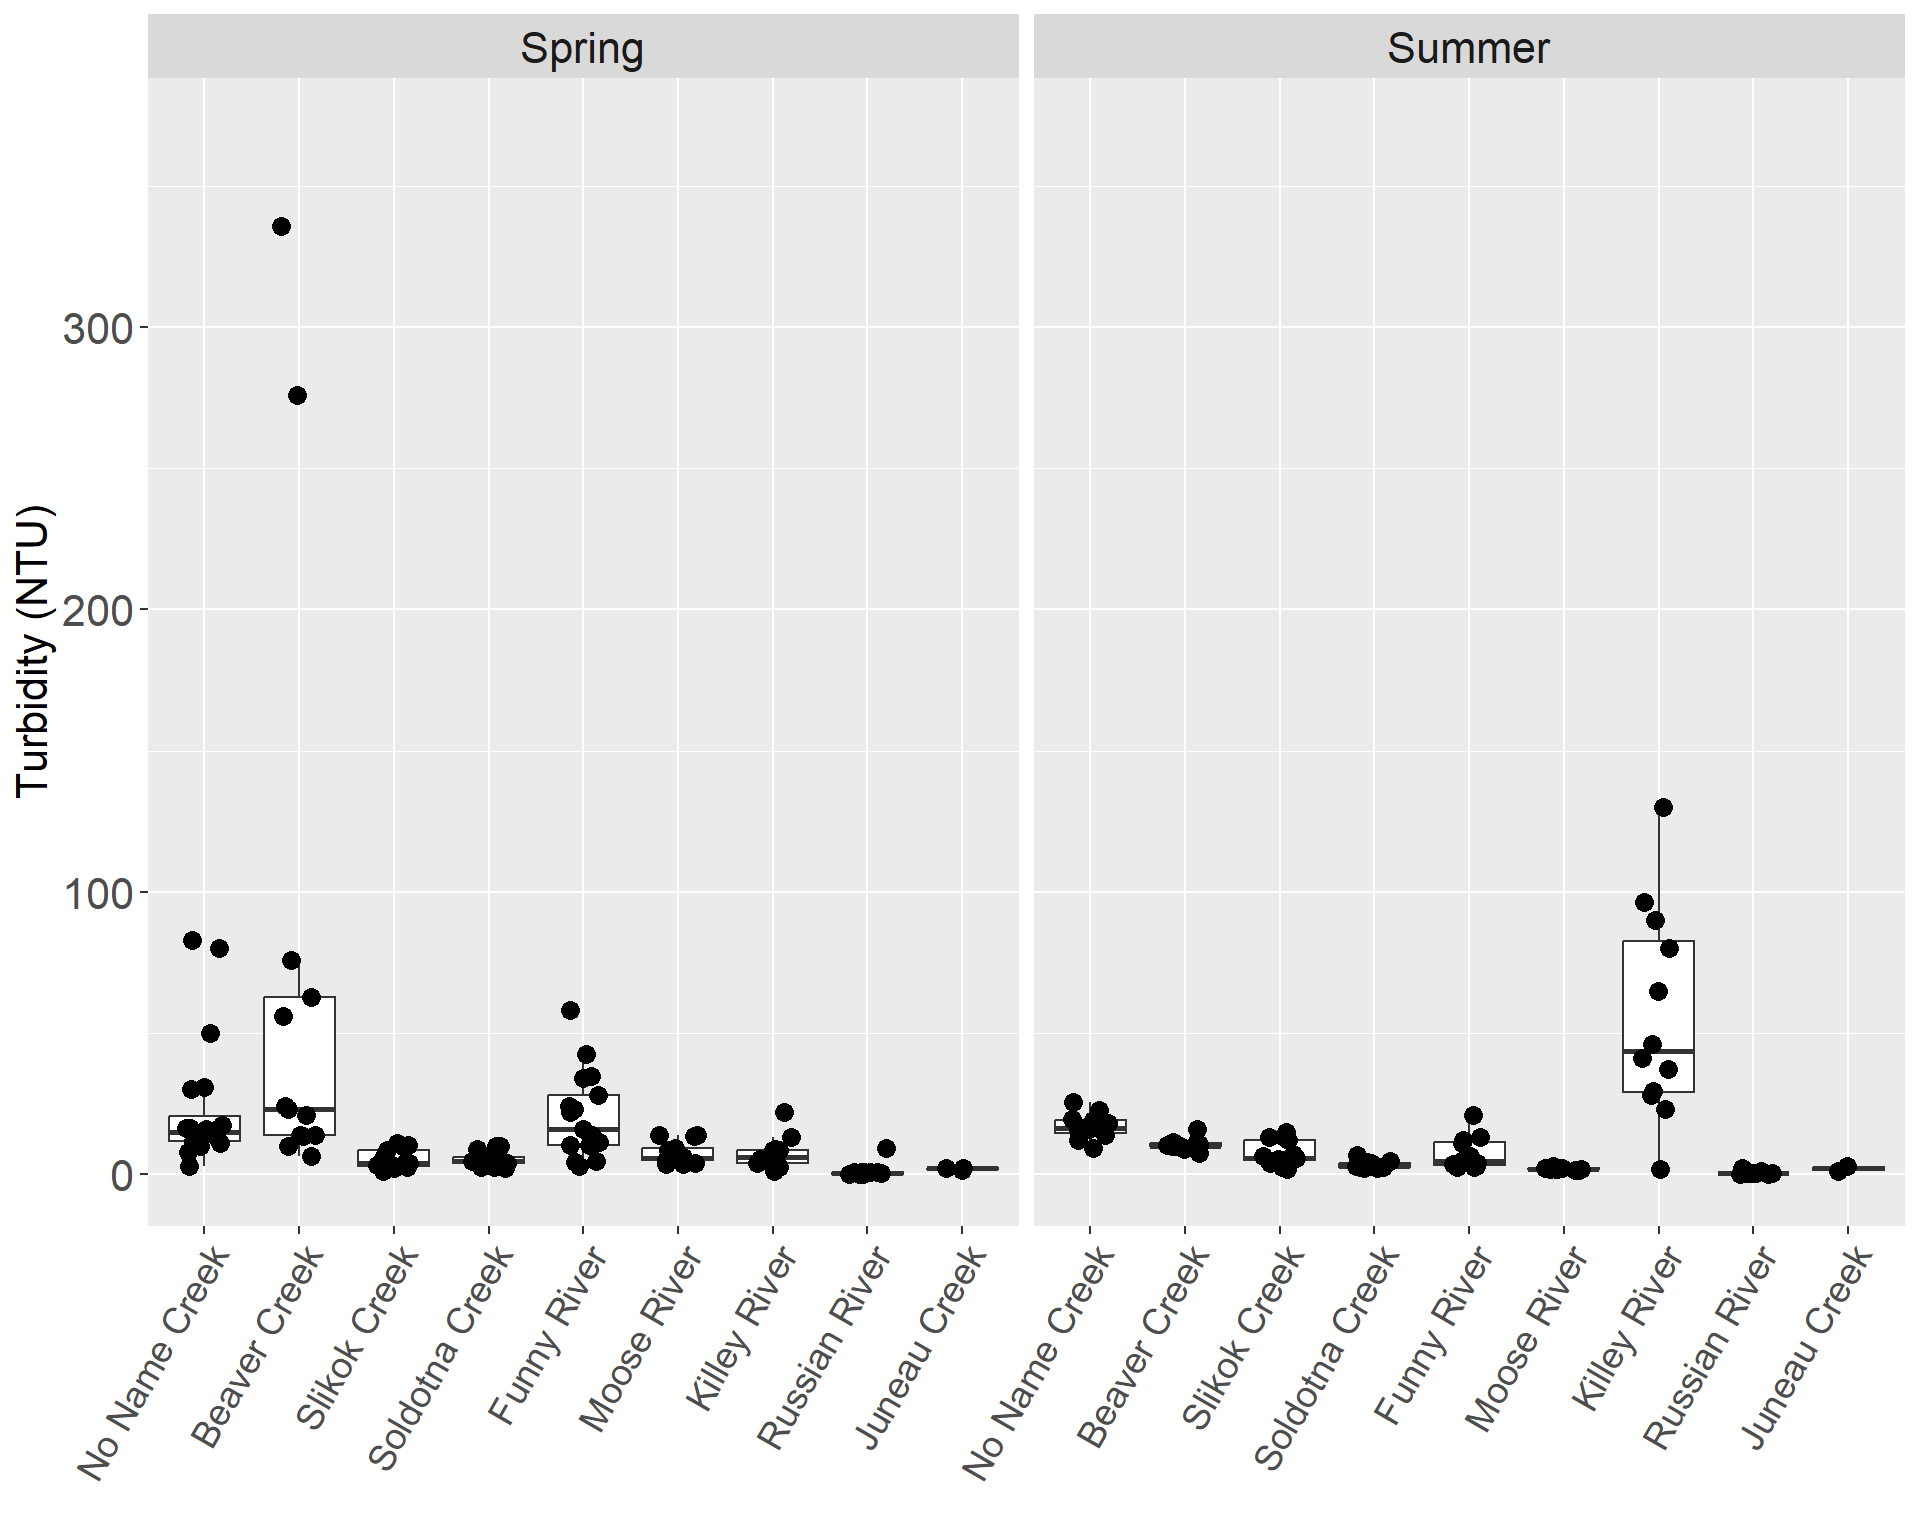 Spring
Summer
Turbidity (NTU)
300
200
100
0
No Name Creek
Beaver Creek
Slikok Creek
Soldotna Creek
Funny River
Moose River
Killey River
Russian River
Juneau Creek
No Name Creek
Beaver Creek
Slikok Creek
Soldotna Creek
Funny River
Moose River
Killey River
Russian River
Juneau Creek